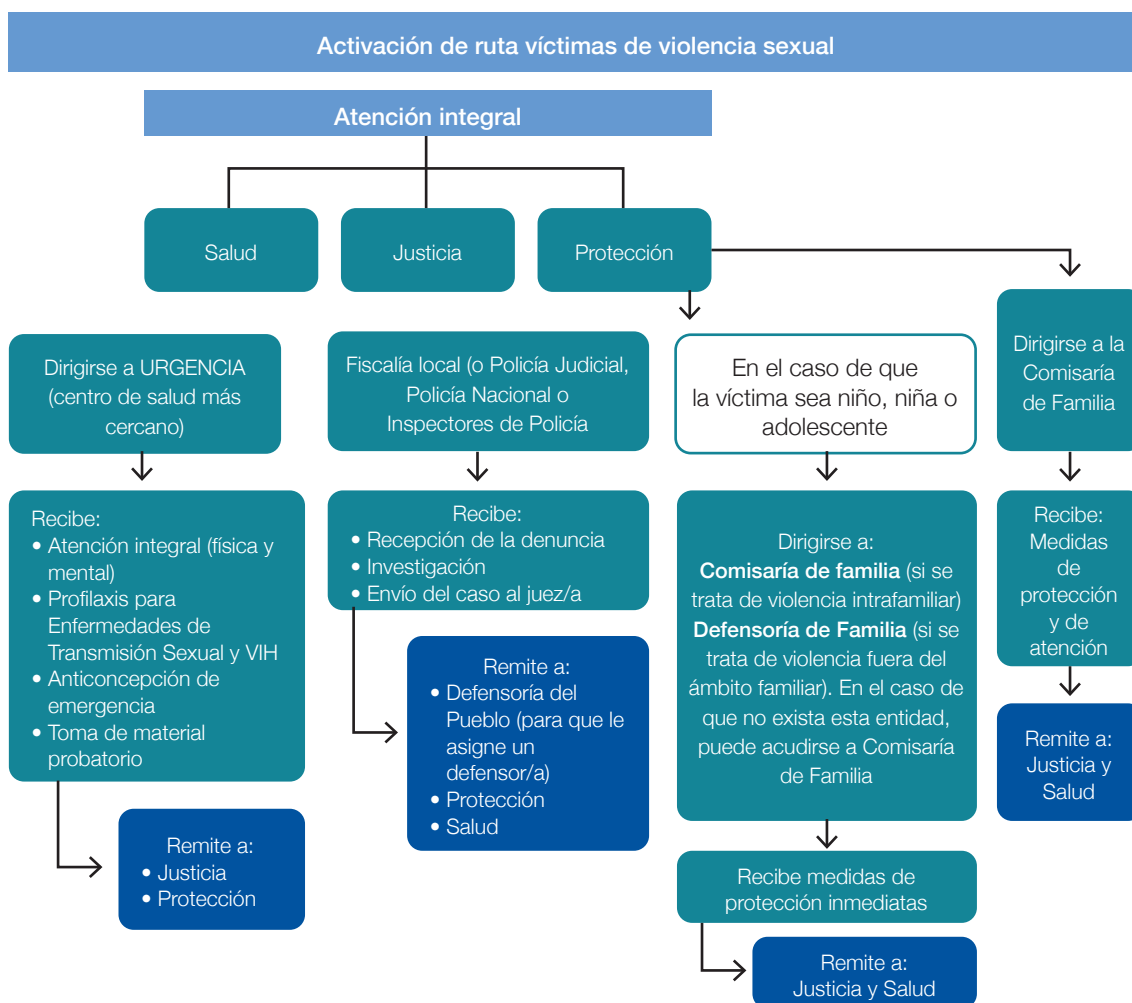 Activación de ruta víctimas de violencia sexual
Atención integral
Salud
Justicia
Protección
Dirigirse a URGENCIA
(centro de salud más
cercano)
Fiscalía local (o Policía Judicial,
Policía Nacional o
Inspectores de Policía
En el caso de que
la víctima sea niño, niña o
adolescente
Dirigirse a la
Comisaría
de Familia
Recibe:
• Atención integral (física y
mental)
• Profilaxis para
Enfermedades de
Transmisión Sexual y VIH
• Anticoncepción de
emergencia
• Toma de material
probatorio
Recibe:
• Recepción de la denuncia
• Investigación
• Envío del caso al juez/a
Dirigirse a:
Comisaría de familia (si se
trata de violencia intrafamiliar)
Defensoría de Familia (si se
trata de violencia fuera del
ámbito familiar). En el caso de
que no exista esta entidad,
puede acudirse a Comisaría
de Familia
Recibe:
Medidas
de
protección
y de
atención
Remite a:
• Justicia
• Protección
Remite a:
• Defensoría del
Pueblo (para que le
asigne un
defensor/a)
• Protección
• Salud
Recibe medidas de
protección inmediatas
Remite a:
Justicia y Salud
Remite a:
Justicia y
Salud